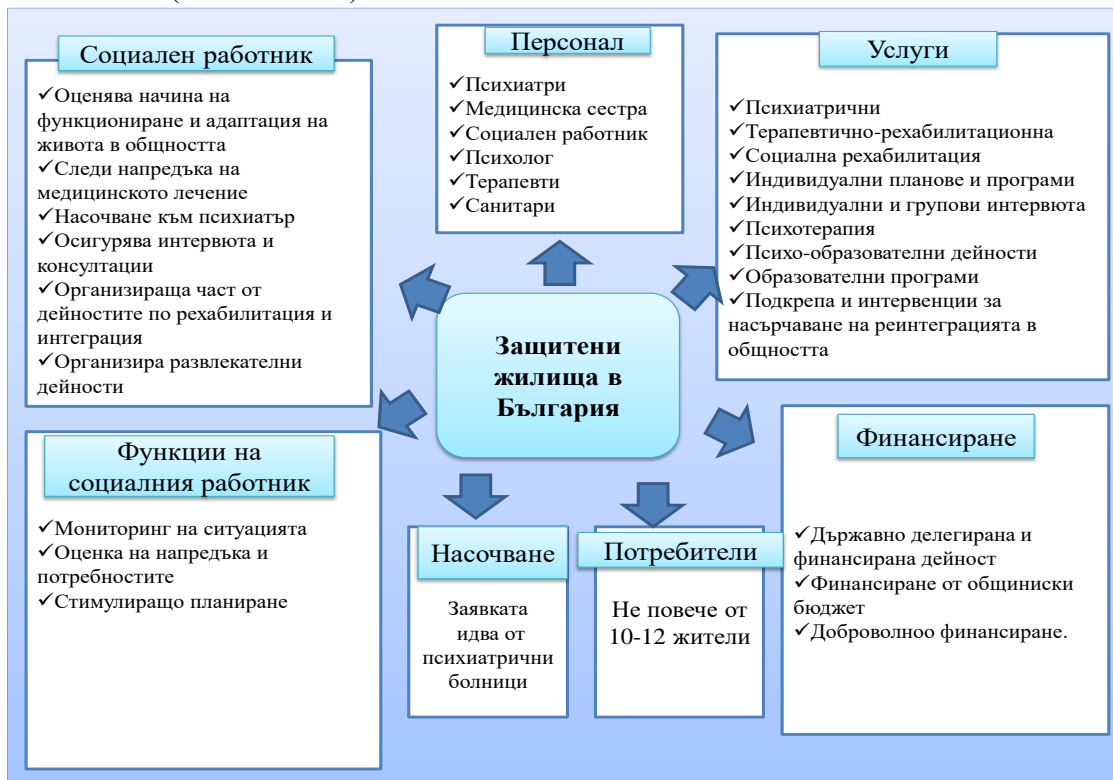 Социален работник
✓Оценява начина на
функциониране и адаптация на
живота в общността
✓Следи напредъка на
медицинското лечение
✓Насочване към психиатър
✓Осигурява интервюта и
консултации
✓Организираща част от
дейностите по рехабилитация и
интеграция
✓Организира развлекателни
дейности
Персонал
✓Психиатри
✓Медицинска сестра
✓Социален работник
✓Психолог
✓Терапевти
✓Санитари
Услуги
✓Психиатрични
✓Терапевтично-рехабилитационна
✓Социална рехабилитация
✓Индивидуални планове и програми
✓Индивидуални и групови интервюта
✓Психотерапия
✓Психо-образователни дейности
✓Образователни програми
✓Подкрепа и интервенции за
насърчаване на реинтеграцията в
общността
Защитени
жилища в
България
Функции на
социалния работник
✓Мониторинг на ситуацията
✓Оценка на напредъка и
потребностите
✓Стимулиращо планиране
Насочване
Заявката
идва от
психиатрични
болници
Потребители
Не повече от
10-12 жители
Финансиране
✓Държавно делегирана и
финансирана дейност
✓Финансиране от общиниски
бюджет
✓Доброволноо финансиране.